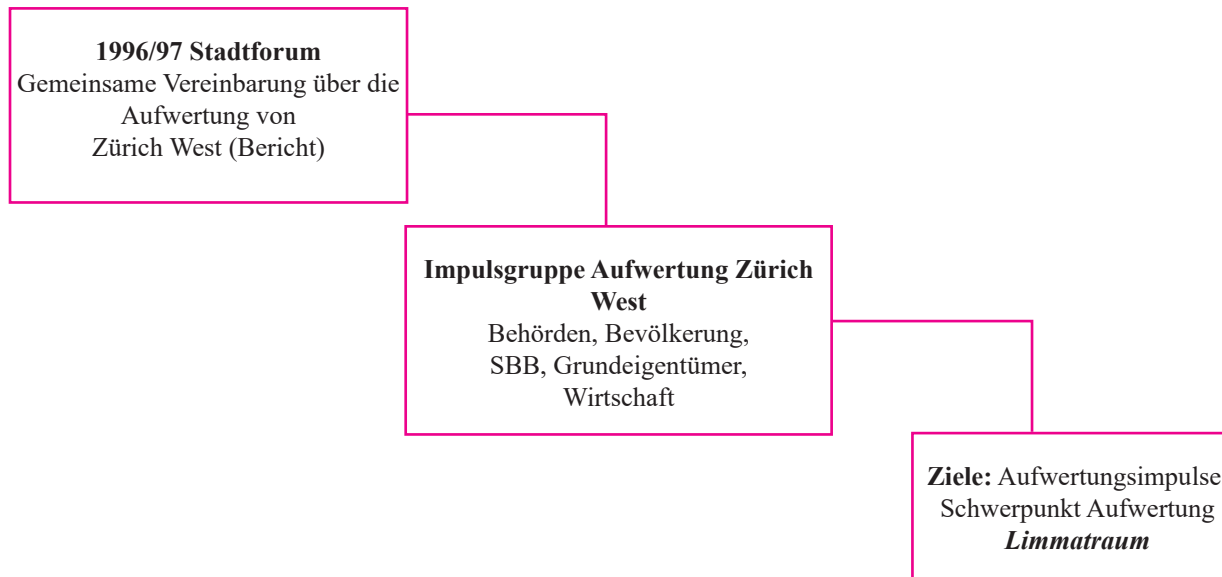 1996/97 Stadtforum
Gemeinsame Vereinbarung über die
Aufwertung von
Zürich West (Bericht)
Impulsgruppe Aufwertung Zürich
West
Behörden, Bevölkerung,
SBB, Grundeigentümer,
Wirtschaft
Ziele: Aufwertungsimpulse
Schwerpunkt Aufwertung
Limmatraum